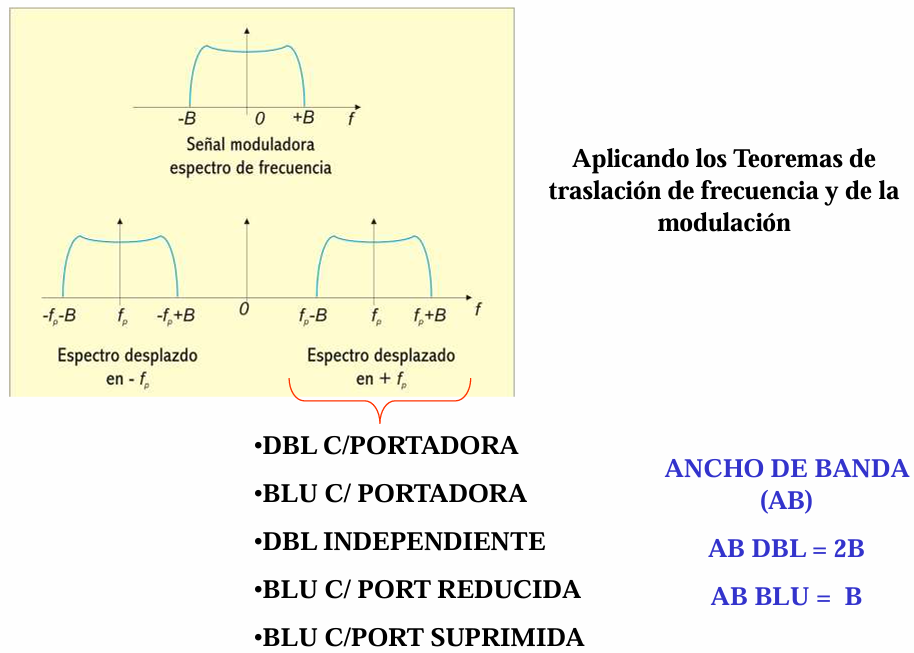 -B 0 +B f
Señal moduladora
espectro de frecuencia
Aplicando los Teoremas de
traslación de frecuencia y de la
modulación
-fp-B fp -fp+B 0 fp-B fp fp+B f
Espectro desplazdo
en - fp
Espectro desplazado
en + fp
•DBL C/PORTADORA
•BLU C/ PORTADORA
•DBL INDEPENDIENTE
•BLU C/ PORT REDUCIDA
•BLU C/PORT SUPRIMIDA
ANCHO DE BANDA
(AB)
AB DBL = 2B
AB BLU = B